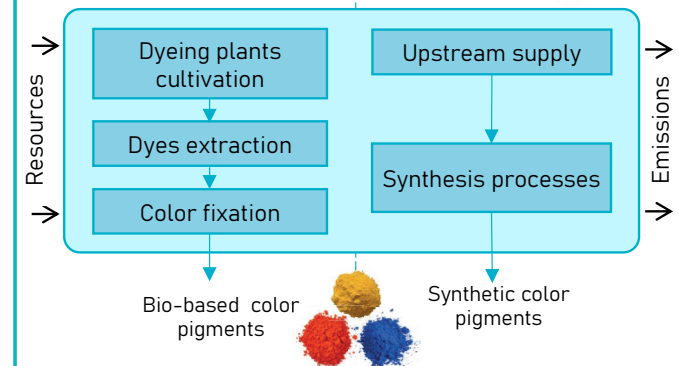 Resources
Dyeing plants
cultivation
Dyes extraction
Color fixation
Bio-based color
pigments
Upstream supply
Synthesis processes
Synthetic color
pigments
Emissions